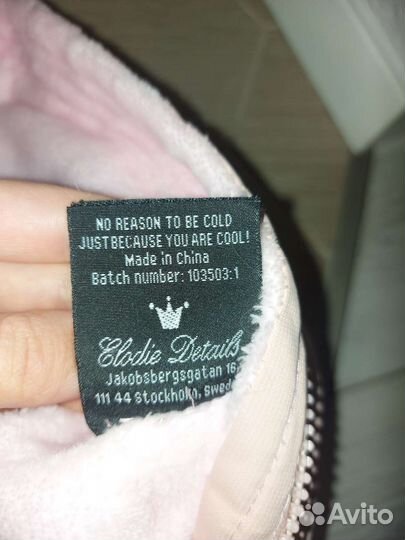 NO REASON TO BE COLD
JUST BECAUSE YOU ARE COOL!
Made in China
Batch number: 103503:1
Elodie Details
Jakobsbergsgatan 16
111 44 Stockholm, Swede
Avito